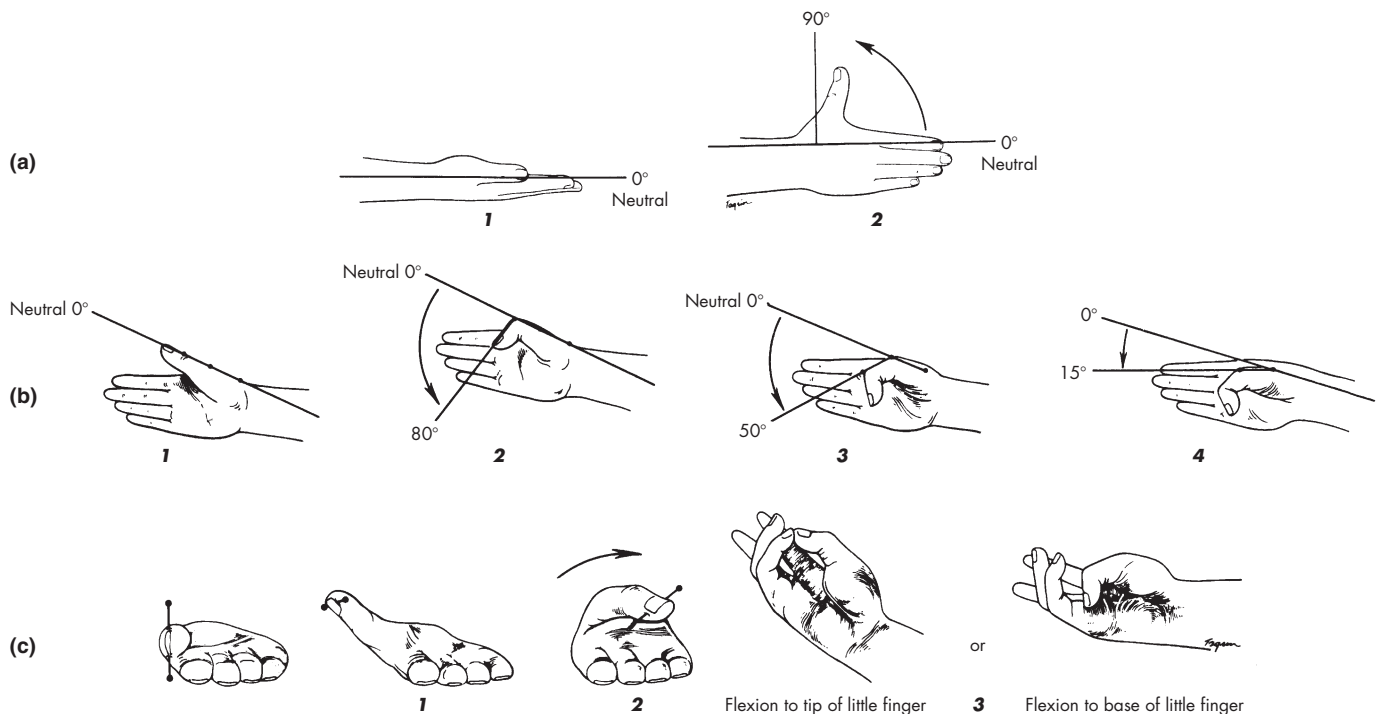 (a)
0°
Neutral
1
90°
0°
Neutral
2
(b)
Neutral 0°
1
Neutral 0°
80°
2
Neutral 0°
50°
3
0°
15°
4
(c)
1
2
or
Flexion to tip of little finger
3
Flexion to base of little finger